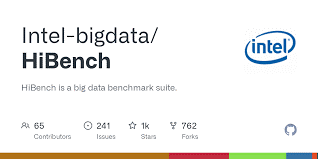 Intel-bigdata/
HiBench
intel
HiBench is a big data benchmark suite.
65
Contributors
241
Issues
1k
Stars
762
Forks